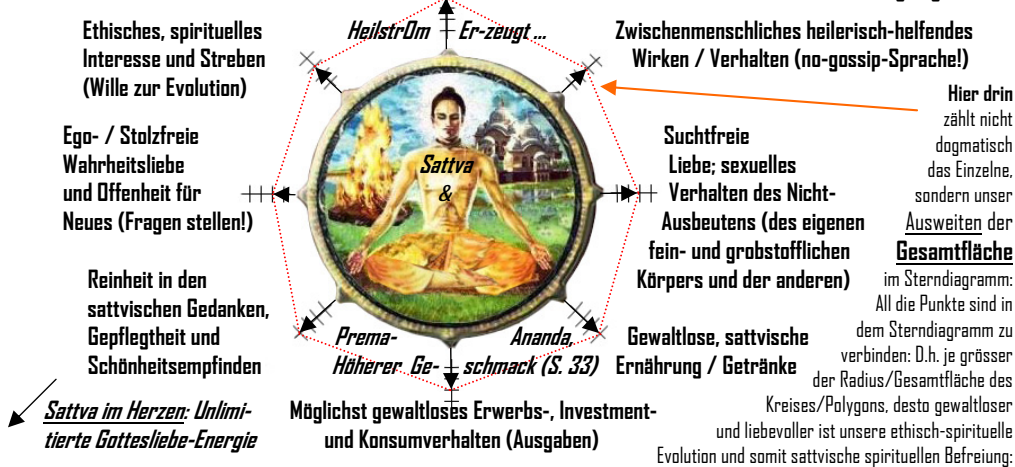 HeilstrOm Er-zeugt ...
Ethisches, spirituelles
Interesse und Streben
(Wille zur Evolution)
Zwischenmenschliches heilerisch-helfendes
Wirken / Verhalten (no-gossip-Sprache!)
Ego- / Stolzfreie
Wahrheitsliebe
und Offenheit für
Neues (Fragen stellen!)
Sattva
&
Suchtfreie
Liebe; sexuelles
Verhalten des Nicht-
Ausbeutens (des eigenen
fein- und grobstofflichen
Körpers und der anderen)
Reinheit in den
sattvischen Gedanken,
Gepflegtheit und
Schönheitsempfinden
Prema- Ananda,
Höherer Ge- schmack (S. 33)
Gewaltlose, sattvische
Ernährung / Getränke
Sattva im Herzen: Unlimi-
tierte Gottesliebe-Energie
Möglichst gewaltloses Erwerbs-, Investment-
und Konsumverhalten (Ausgaben)
Hier drin
zählt nicht
dogmatisch
das Einzelne,
sondern unser
Ausweiten der
Gesamtfläche
im Sterndiagramm:
All die Punkte sind in
dem Sterndiagramm zu
verbinden: D.h. je grösser
der Radius/Gesamtfläche des
Kreises/Polygons, desto gewaltloser
und liebevoller ist unsere ethisch-spirituelle
Evolution und somit sattvische spirituellen Befreiung: